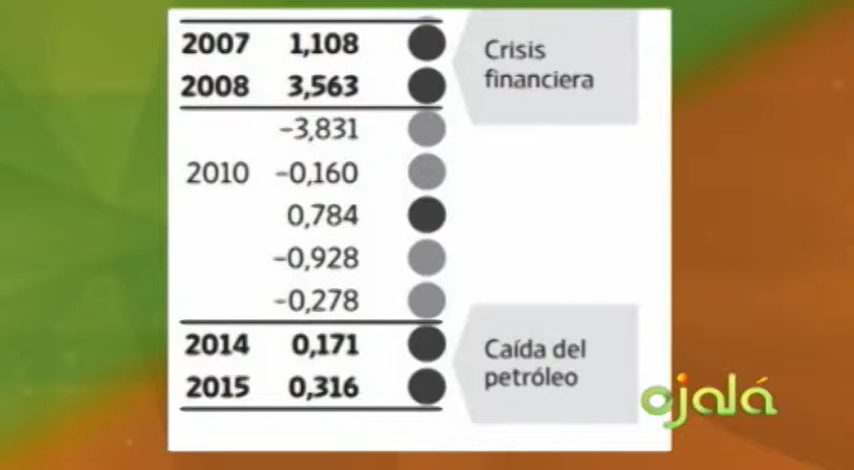 2007 1,108
Crisis
financiera
2008 3,563
-3,831
2010 -0,160
0,784
-0,928
-0,278
2014 0,171
Caída del
petróleo
2015 0,316
ojalá